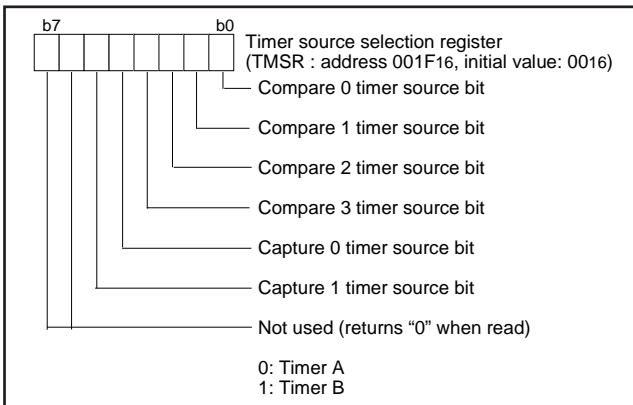 b7 b0
Timer source selection register
(TMSR : address 001F16, initial value: 0016)
Compare 0 timer source bit
Compare 1 timer source bit
Compare 2 timer source bit
Compare 3 timer source bit
Capture 0 timer source bit
Capture 1 timer source bit
Not used (returns “0” when read)
0: Timer A
1: Timer B